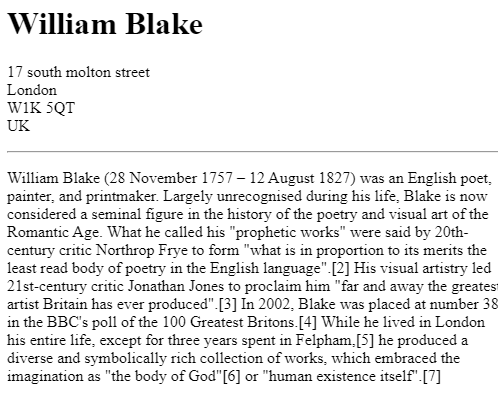 William Blake
17 south molton street
London
W1K 5QT
UK
William Blake (28 November 1757 – 12 August 1827) was an English poet,
painter, and printmaker. Largely unrecognised during his life, Blake is now
considered a seminal figure in the history of the poetry and visual art of the
Romantic Age. What he called his "prophetic works" were said by 20th-
century critic Northrop Frye to form "what is in proportion to its merits the
least read body of poetry in the English language".[2] His visual artistry led
21st-century critic Jonathan Jones to proclaim him "far and away the greatest
artist Britain has ever produced".[3] In 2002, Blake was placed at number 38
in the BBC's poll of the 100 Greatest Britons.[4] While he lived in London
his entire life, except for three years spent in Felpham,[5] he produced a
diverse and symbolically rich collection of works, which embraced the
imagination as "the body of God"[6] or "human existence itself".[7]